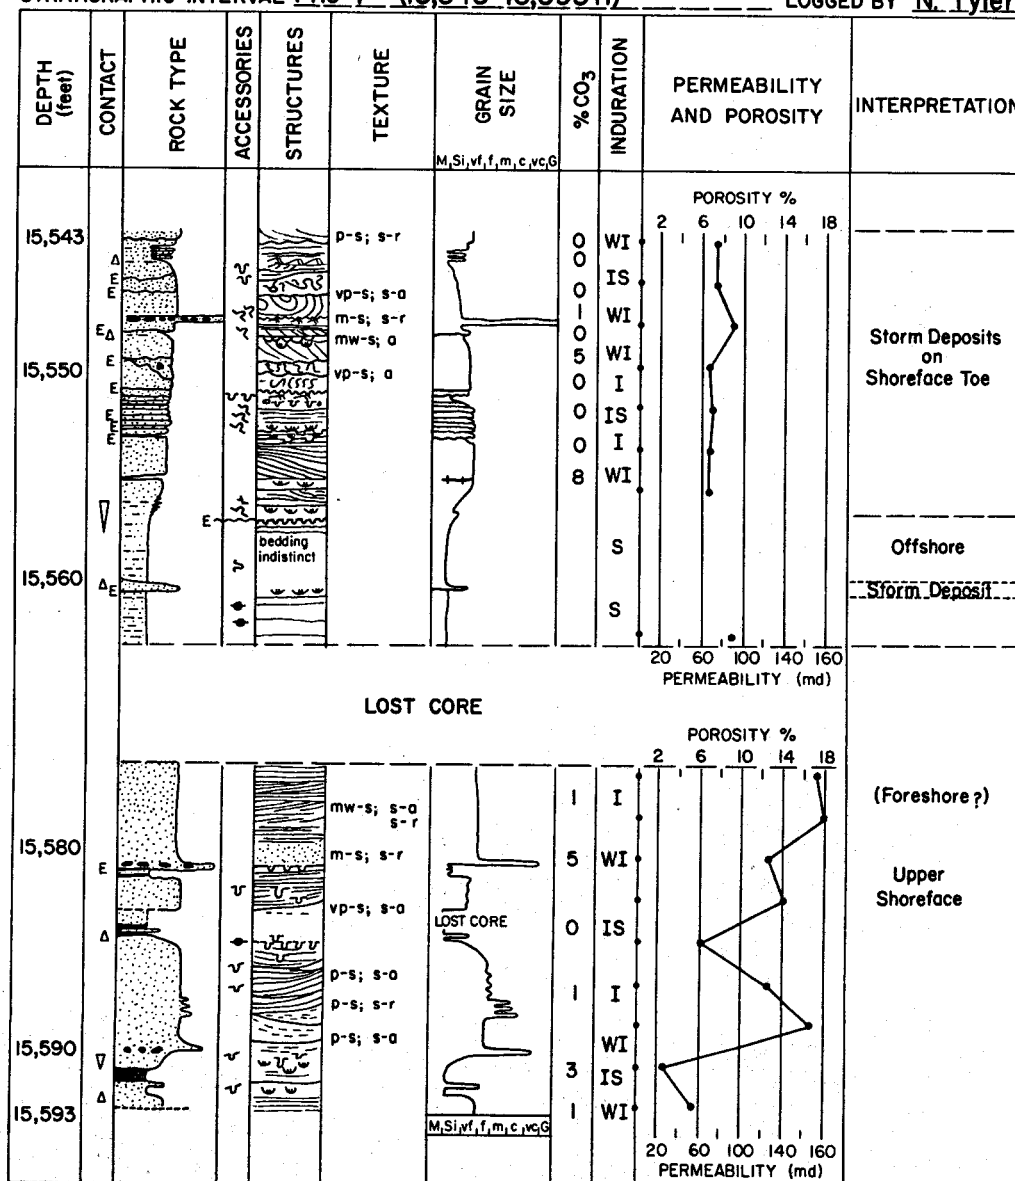 LOGGED BY N. Tyler
DEPTH (feet)
CONTACT
ROCK TYPE
ACCESSORIES
STRUCTURES
TEXTURE
GRAIN SIZE
M Si vf f m c vc G
% CO3
INDURATION
PERMEABILITY AND POROSITY
INTERPRETATION
POROSITY %
2 6 10 14 18
15,543
p-s; s-r
0 WI
0
E
IS
E
vp-s; s-a
0
m-s; s-r
1 WI
E
mw-s; a
0
5 WI
Storm Deposits
on
Shoreface Toe
15,550
vp-s; a
E
0 I
E
0 IS
E
E
0 I
8 WI
E
bedding
indistinct
S
Offshore
15,560
E
Storm Deposit
S
20 60 100 140 160
PERMEABILITY (md)
LOST CORE
POROSITY %
2 6 10 14 18
1 I
(Foreshore?)
mw-s; s-a
s-r
15,580
m-s; s-r
E
5 WI
Upper
Shoreface
vp-s; s-a
LOST CORE
0 IS
p-s; s-a
1 I
p-s; s-r
p-s; s-a
15,590
WI
3 IS
15,593
1 WI
M Si vf f m c vc G
20 60 100 140 160
PERMEABILITY (md)